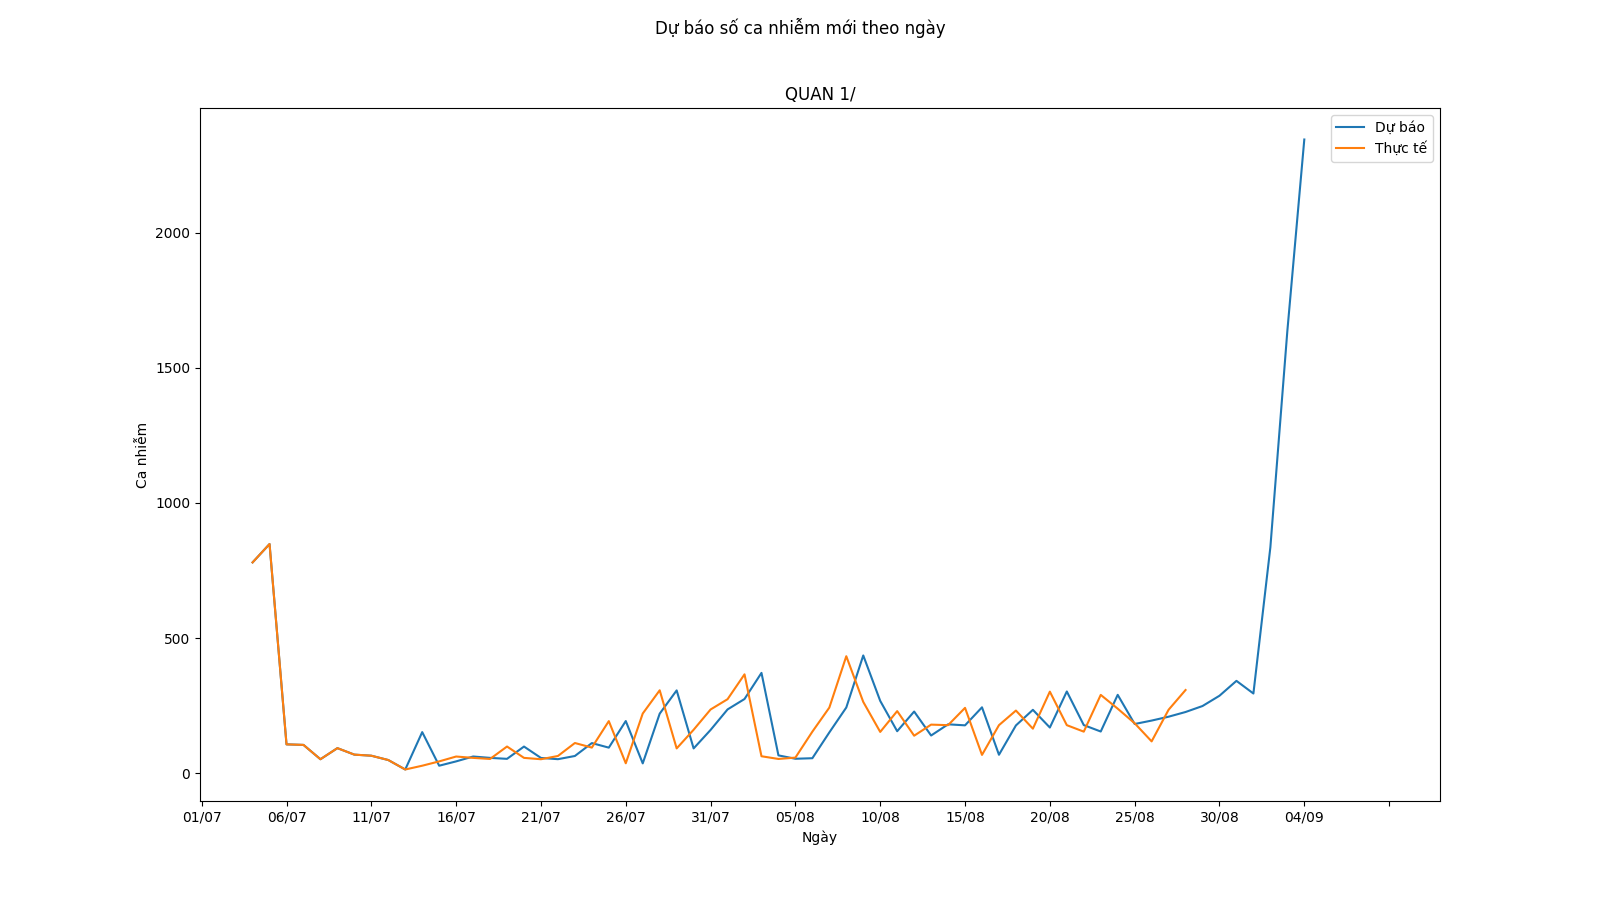 Dự báo số ca nhiễm mới theo ngày
QUAN 1/
Dự báo
Thực tế
2000
1500
1000
500
0
Ca nhiễm
01/07 06/07 11/07 16/07 21/07 26/07 31/07 05/08 10/08 15/08 20/08 25/08 30/08 04/09
Ngày